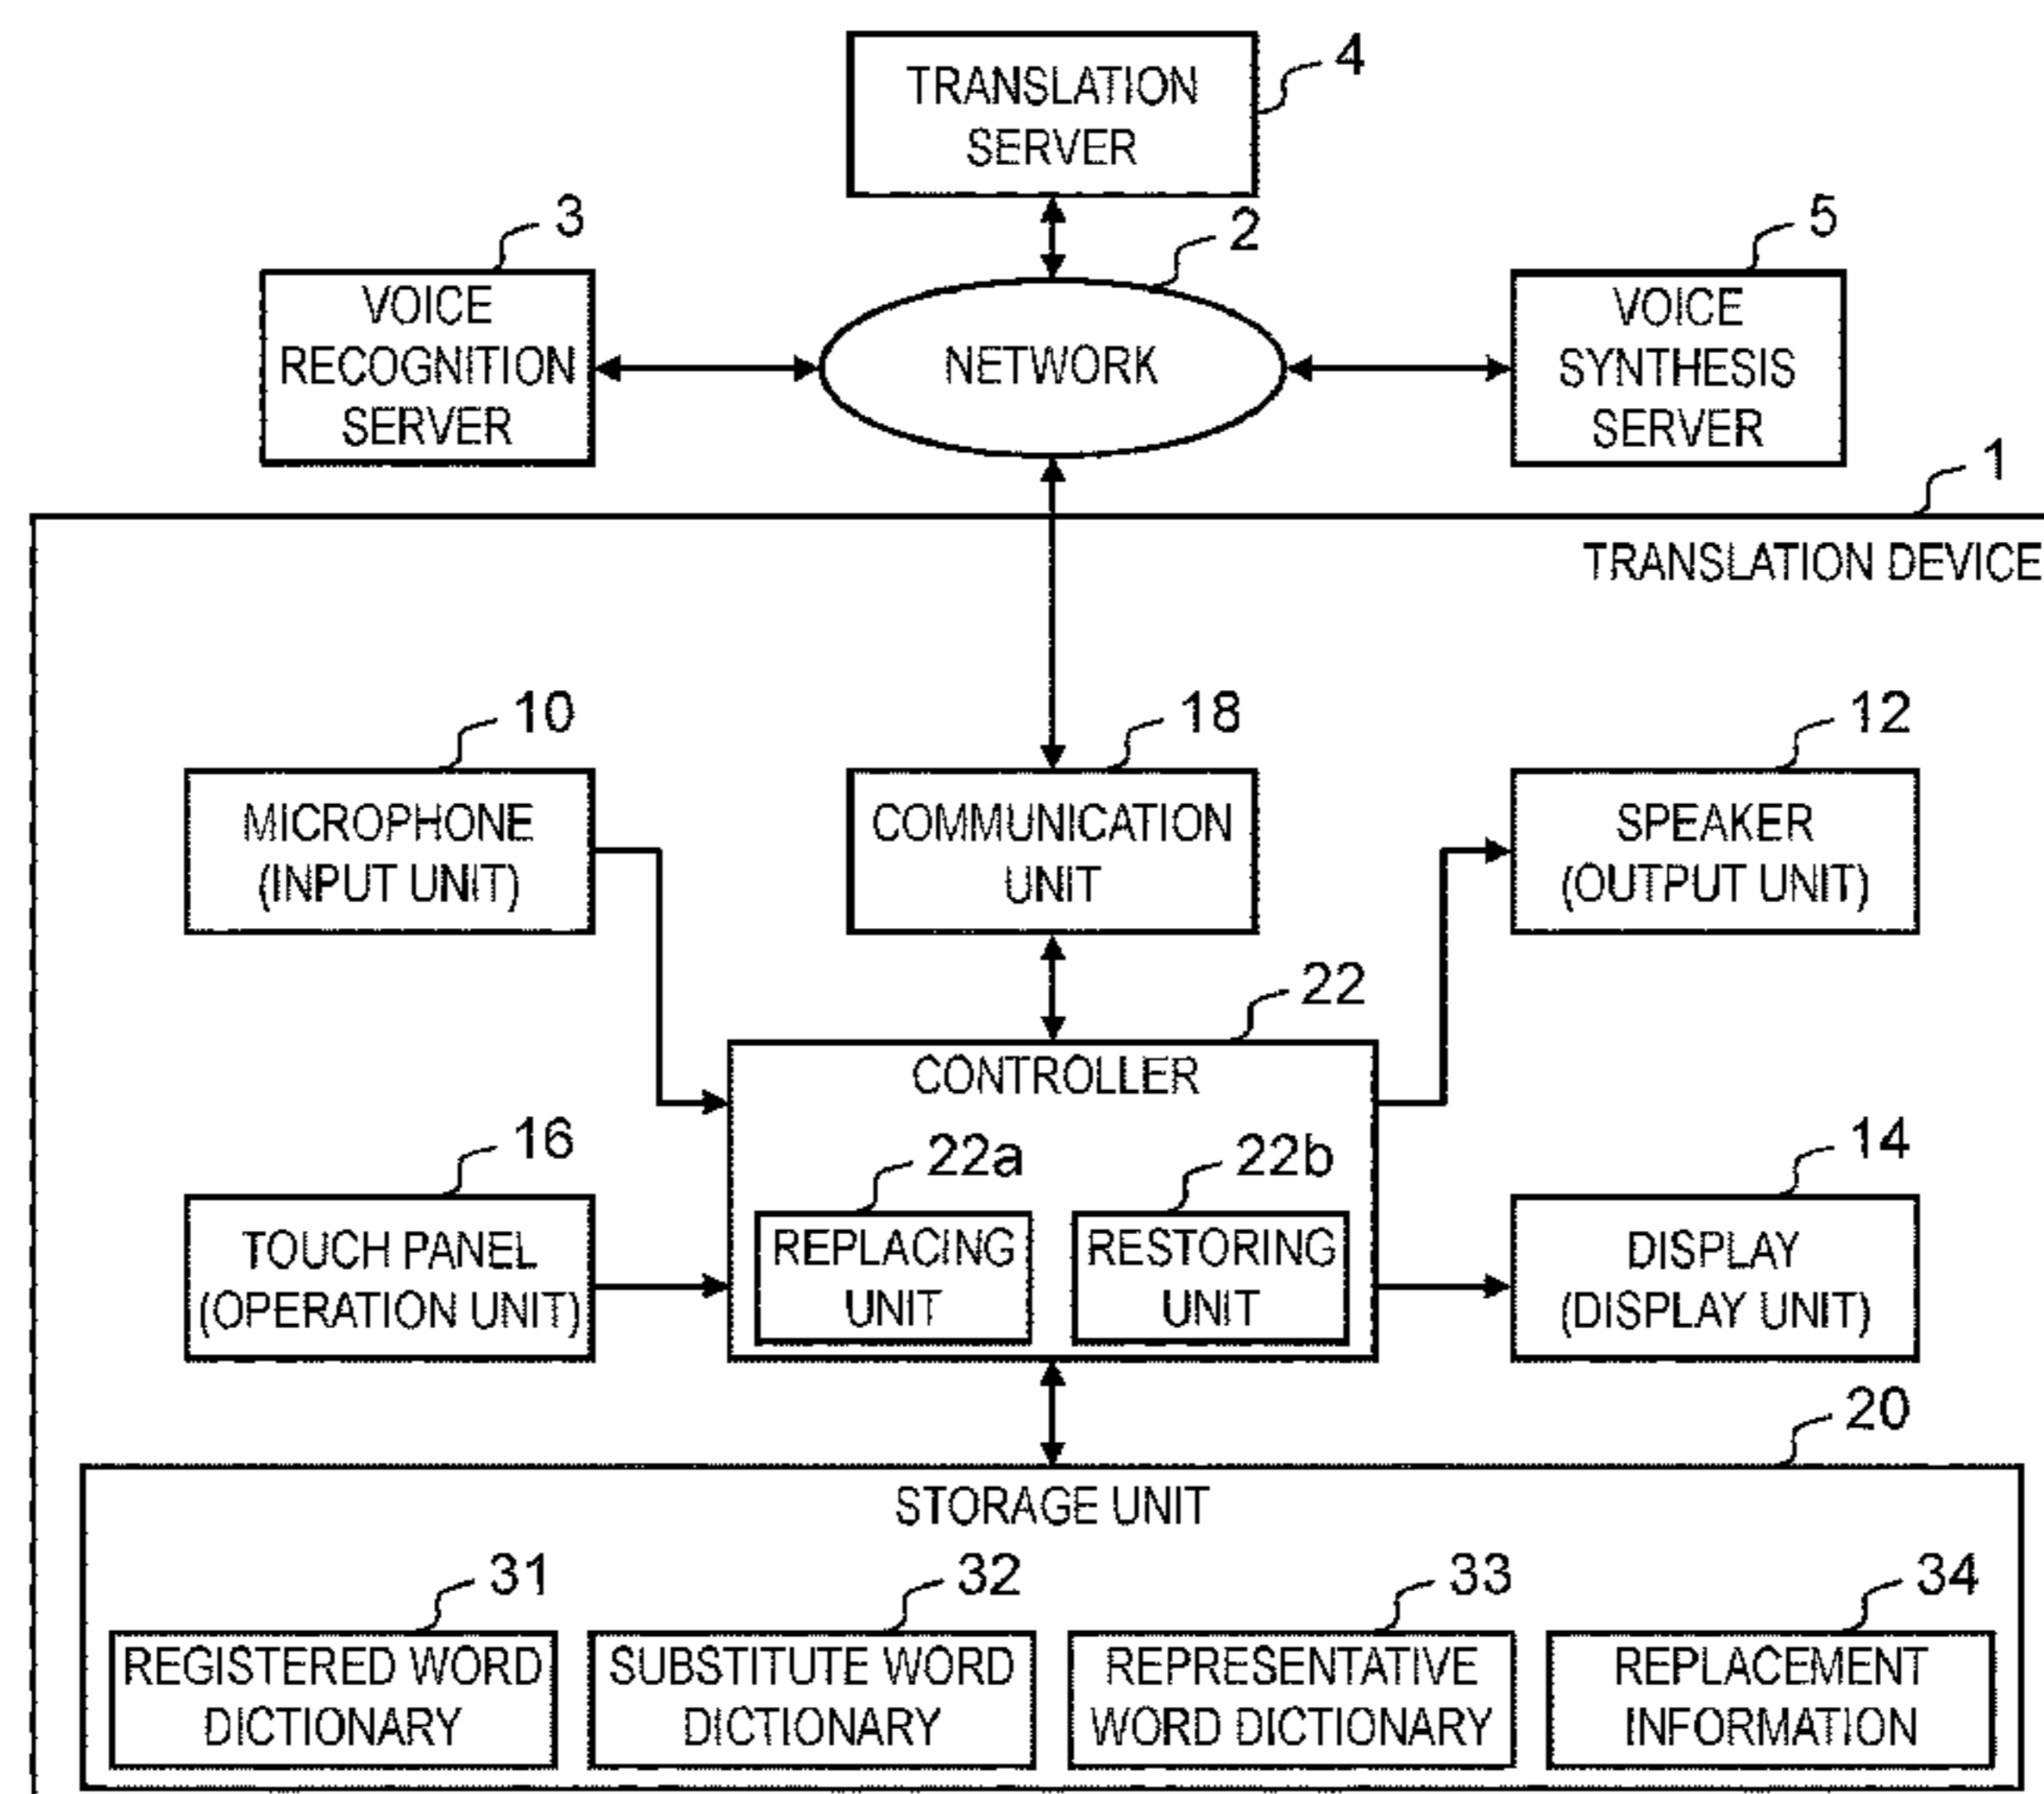 4
TRANSLATION
SERVER
3
2
5
VOICE
RECOGNITION
SERVER
NETWORK
VOICE
SYNTHESIS
SERVER
1
TRANSLATION DEVICE
10
18
12
MICROPHONE
(INPUT UNIT)
COMMUNICATION
UNIT
SPEAKER
(OUTPUT UNIT)
22
CONTROLLER
16
22a
22b
14
TOUCH PANEL
(OPERATION UNIT)
REPLACING
UNIT
RESTORING
UNIT
DISPLAY
(DISPLAY UNIT)
20
STORAGE UNIT
31
32
33
34
REGISTERED WORD
DICTIONARY
SUBSTITUTE WORD
DICTIONARY
REPRESENTATIVE
WORD DICTIONARY
REPLACEMENT
INFORMATION